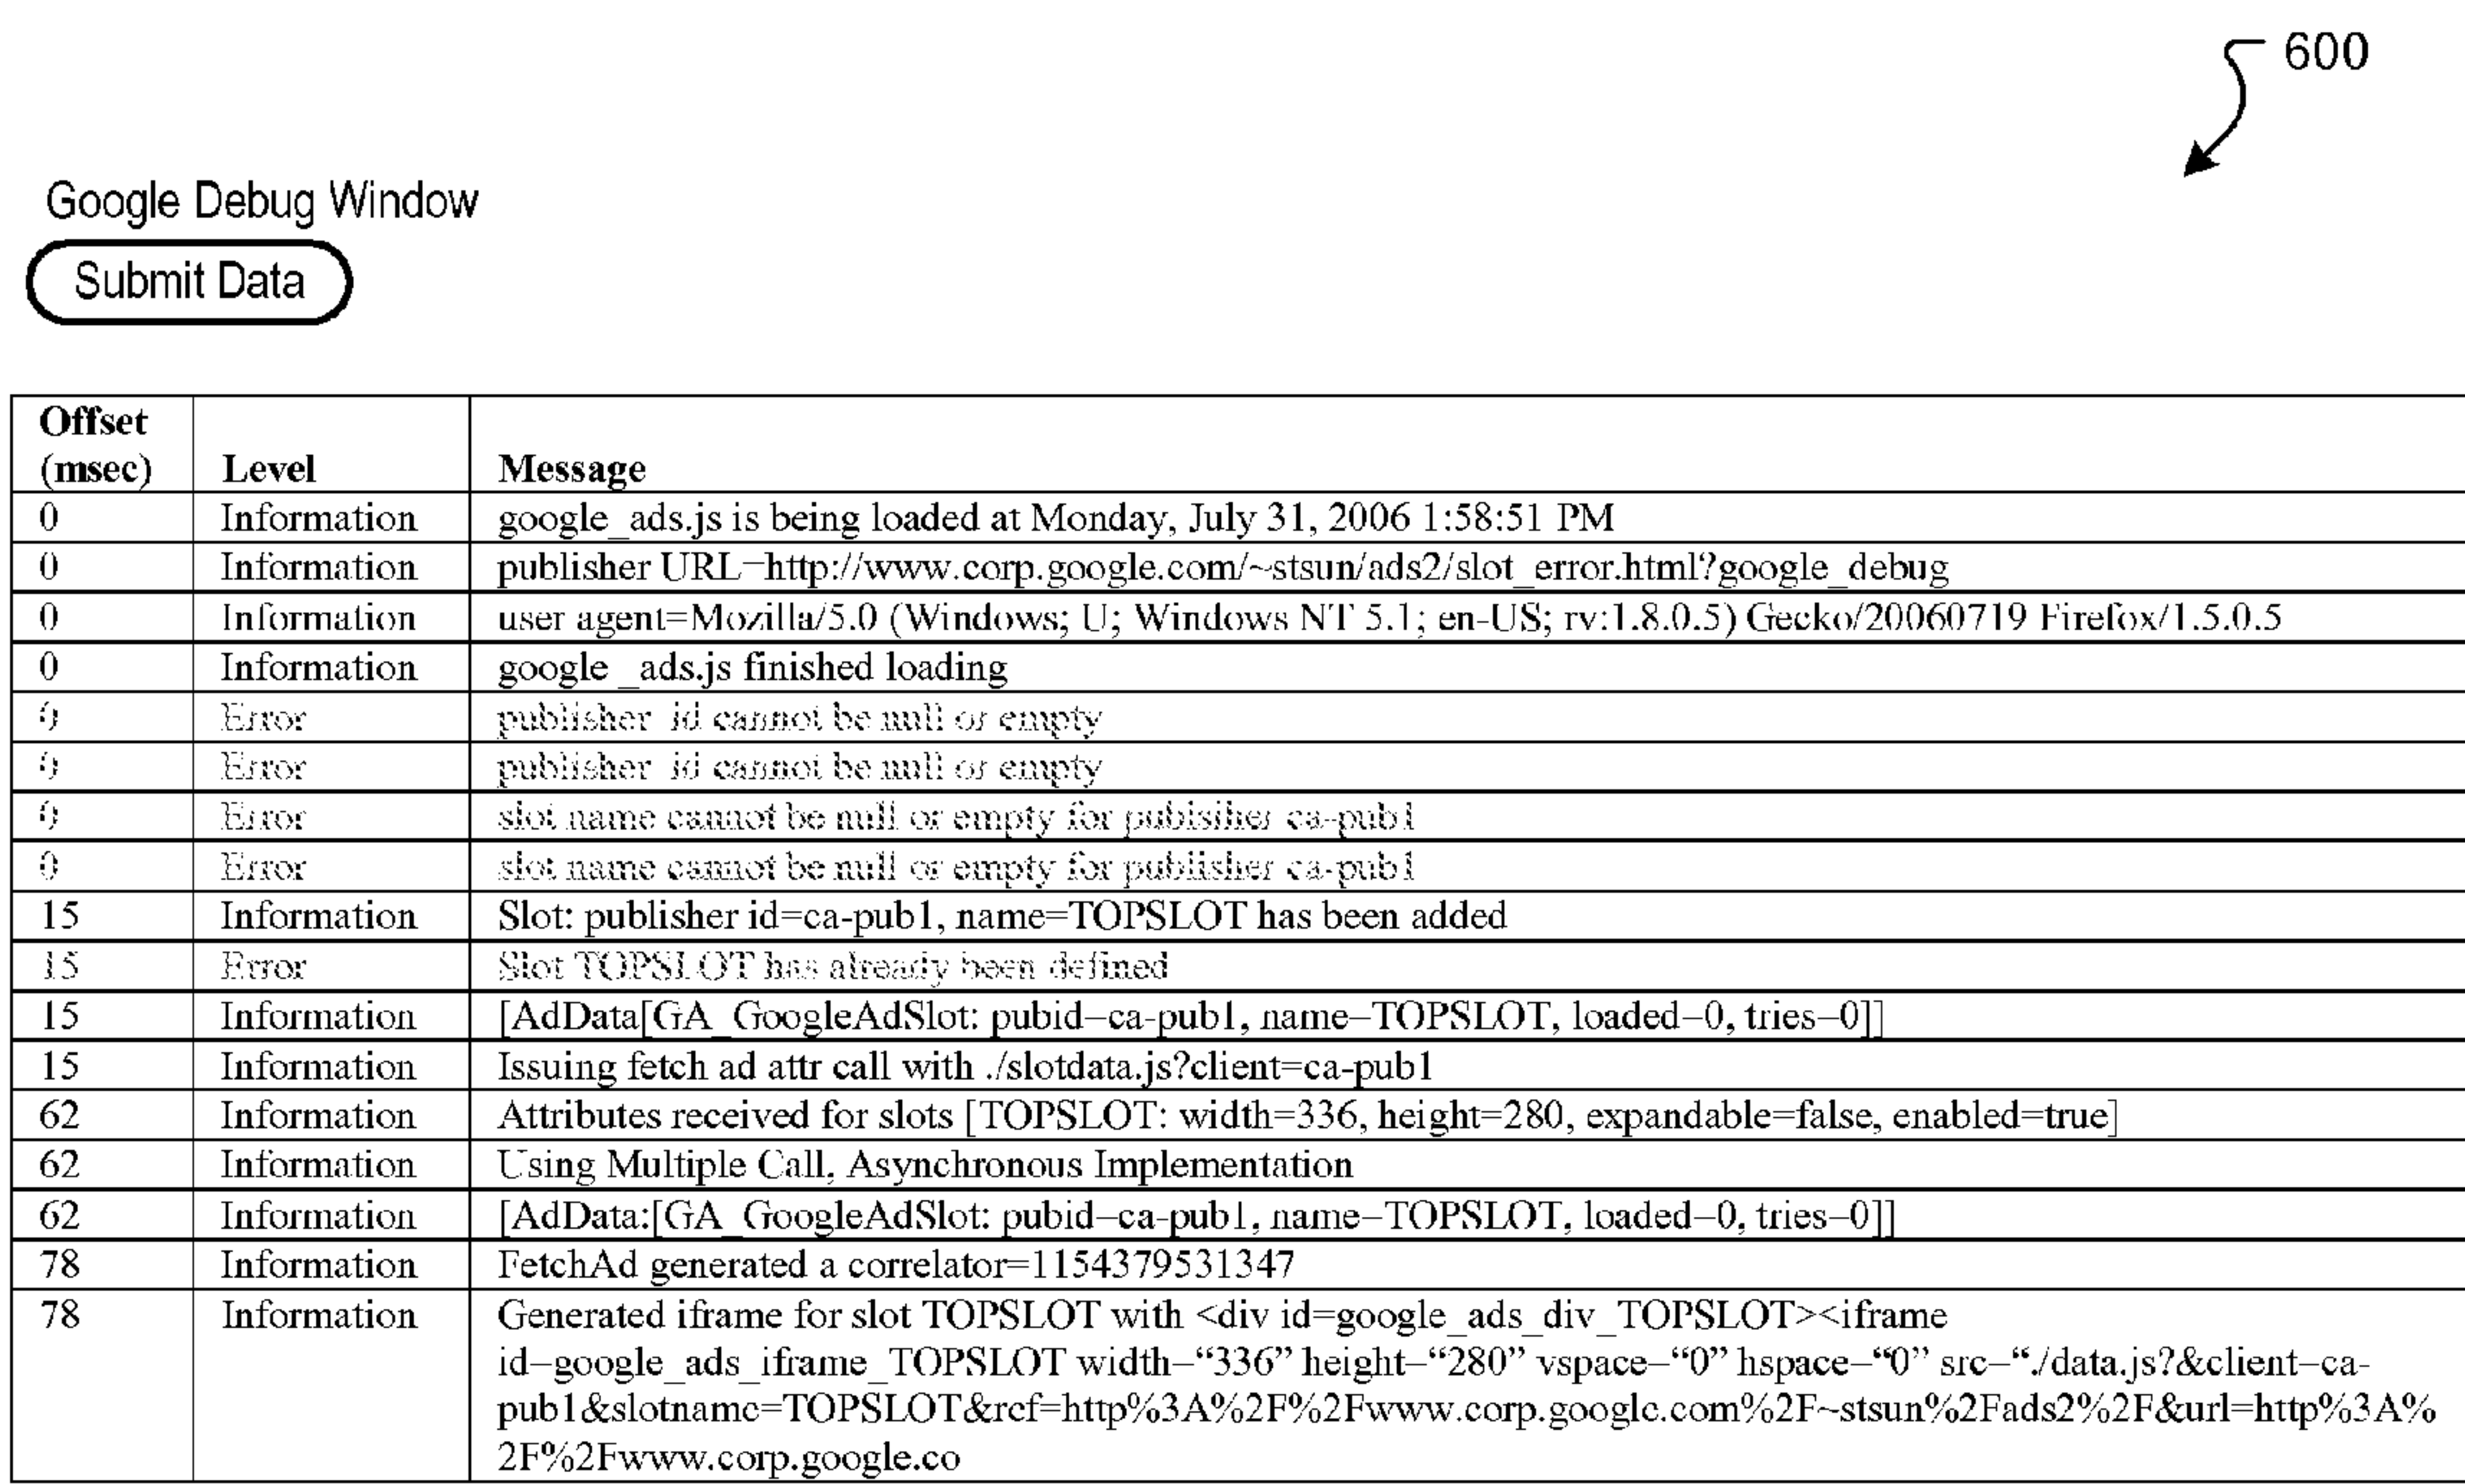 600
Google Debug Window
Submit Data
Offset
(msec) Level Message
0 Information google_ads.js is being loaded at Monday, July 31, 2006 1:58:51 PM
0 Information publisher URL=http://www.corp.google.com/~stsun/ads2/slot_error.html?google_debug
0 Information user agent=Mozilla/5.0 (Windows; U; Windows NT 5.1; en-US; rv:1.8.0.5) Gecko/20060719 Firefox/1.5.0.5
0 Information google _ads.js finished loading
0 Error publisher id cannot be null or empty
0 Error publisher id cannot be null or empty
0 Error slot name cannot be null or empty for pubisiher ca-pub1
0 Error slot name cannot be null or empty for publisher ca-pub1
15 Information Slot: publisher id=ca-pub1, name=TOPSLOT has been added
15 Error Slot TOPSLOT has already been defined
15 Information [AdData[GA_GoogleAdSlot: pubid=ca-pub1, name=TOPSLOT, loaded=0, tries=0]]
15 Information Issuing fetch ad attr call with ./slotdata.js?client=ca-pub1
62 Information Attributes received for slots [TOPSLOT: width=336, height=280, expandable=false, enabled=true]
62 Information Using Multiple Call, Asynchronous Implementation
62 Information [AdData:[GA_GoogleAdSlot: pubid=ca-pub1, name=TOPSLOT, loaded=0, tries=0]]
78 Information FetchAd generated a correlator=1154379531347
78 Information Generated iframe for slot TOPSLOT with <div id=google_ads_div_TOPSLOT><iframe
id=google_ads_iframe_TOPSLOT width=“336” height=“280” vspace=“0” hspace=“0” src=“./data.js?&client=ca-
pub1&slotname=TOPSLOT&ref=http%3A%2F%2Fwww.corp.google.com%2F~stsun%2Fads2%2F&url=http%3A%
2F%2Fwww.corp.google.co